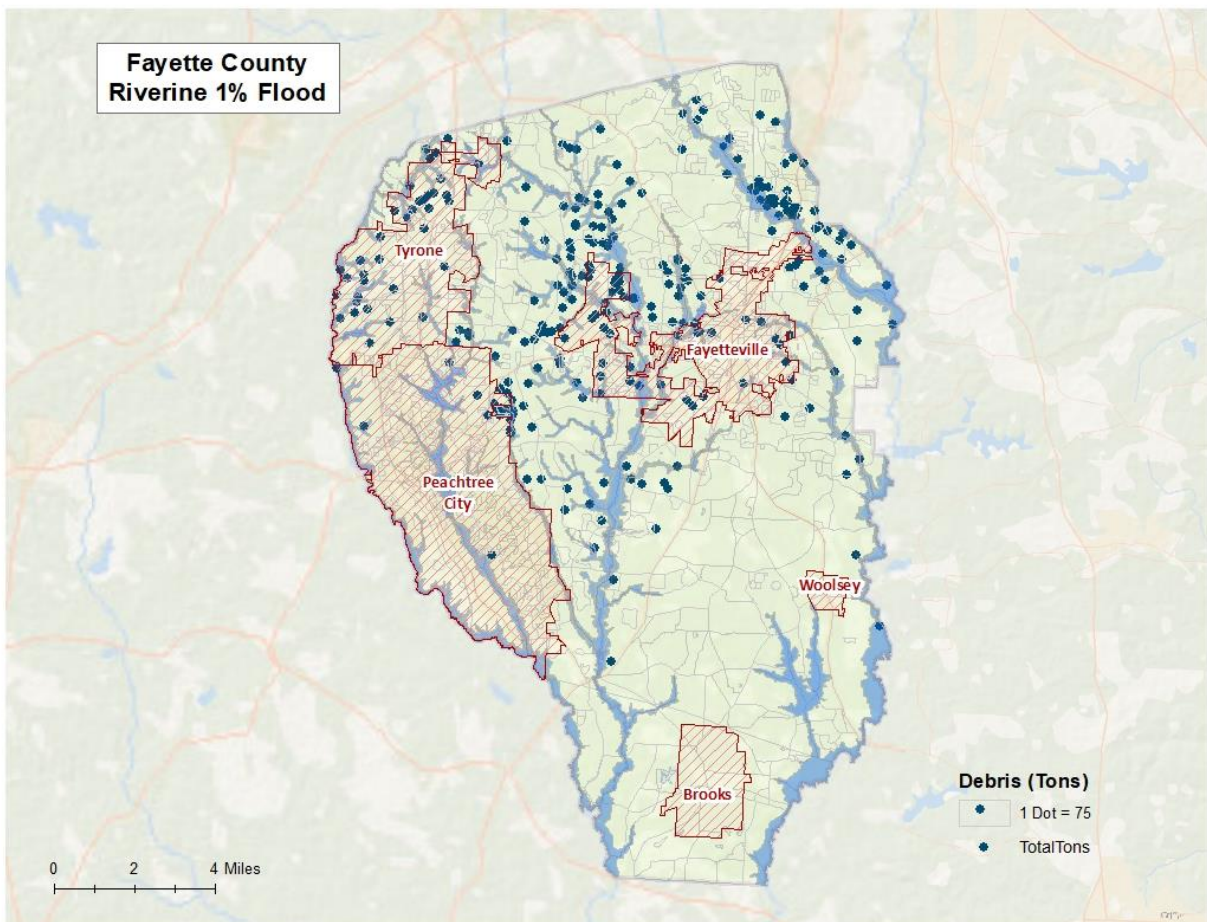 Fayette County
Riverine 1% Flood
Tyrone
Fayetteville
Peachtree
City
Woolsey
Brooks
Debris (Tons)
1 Dot = 75
TotalTons
0 2 4 Miles